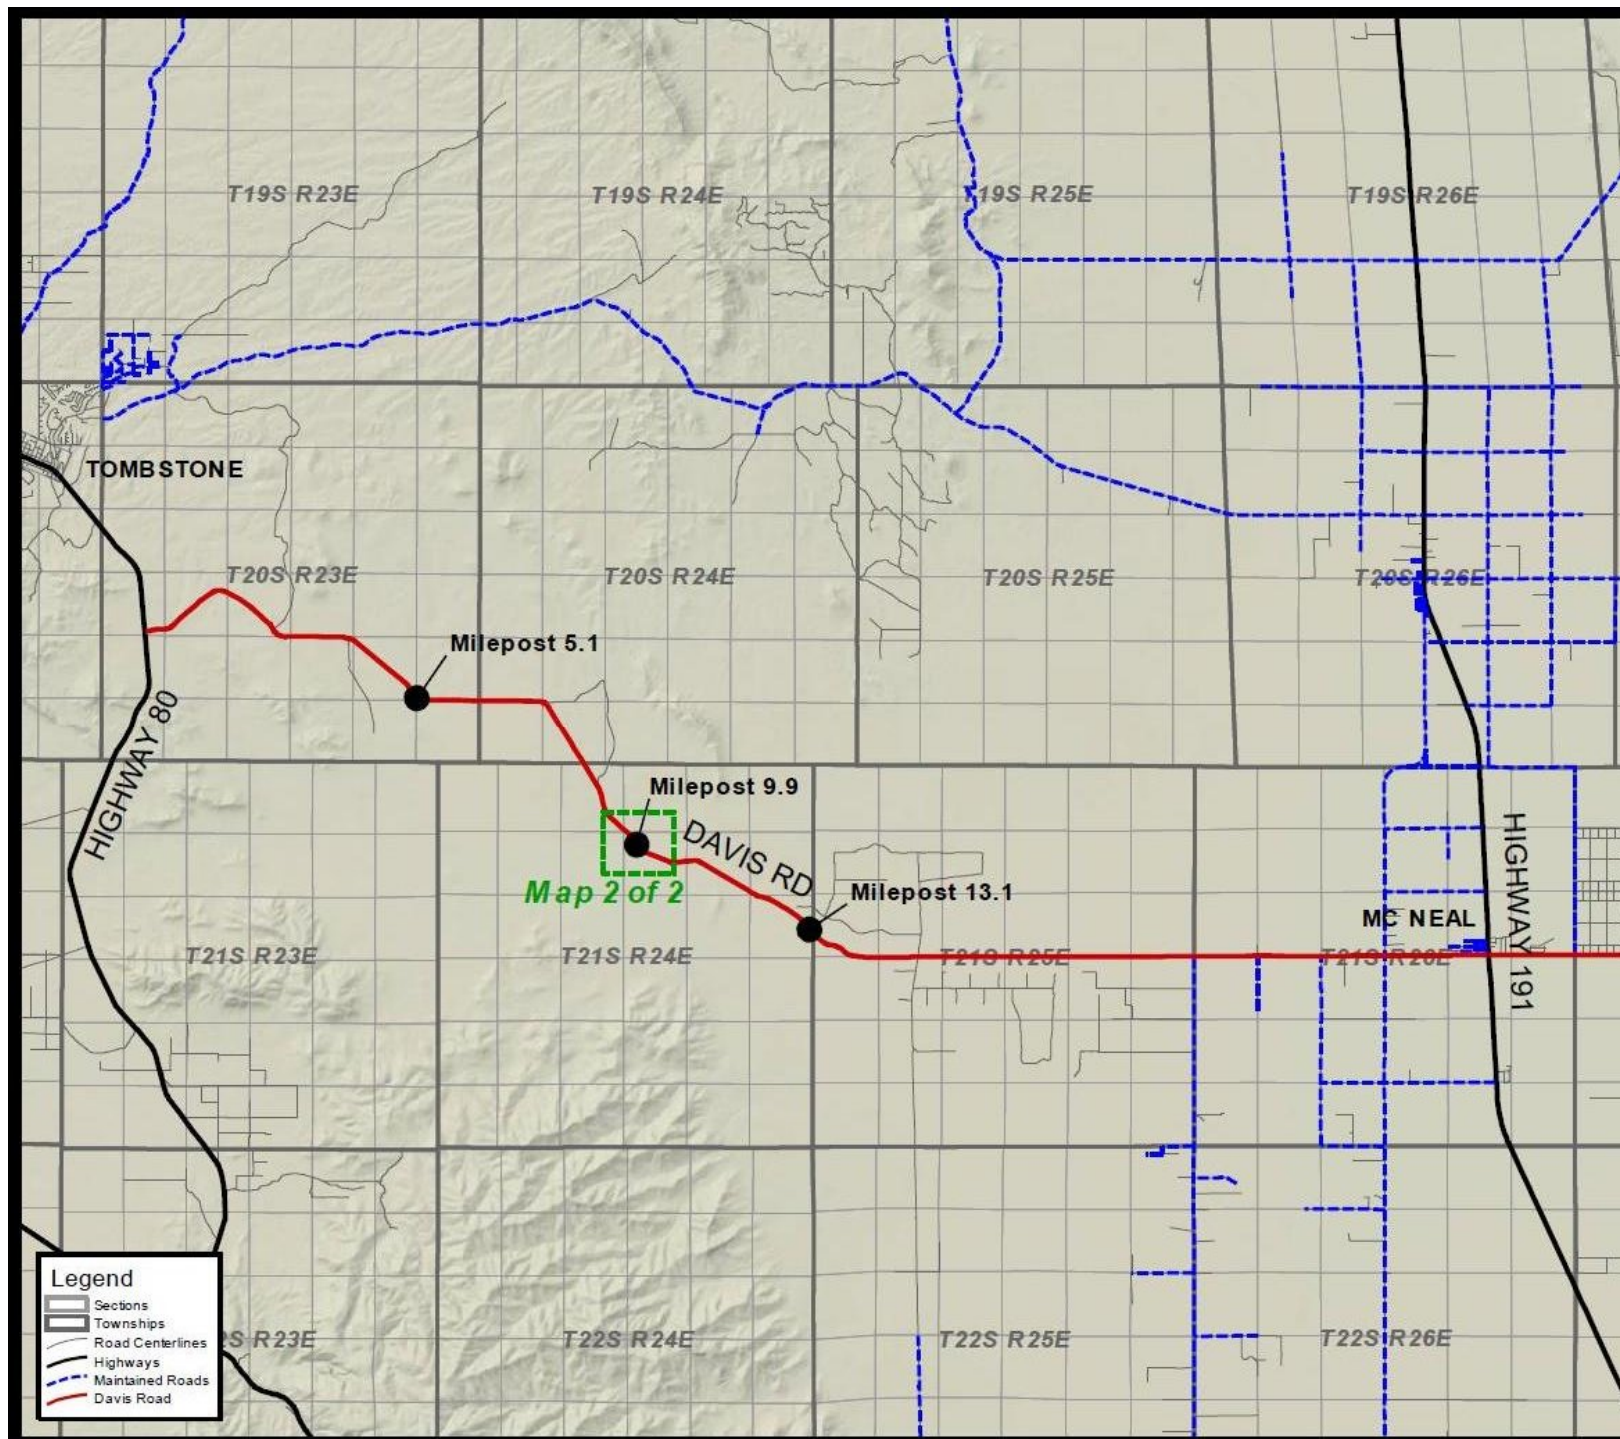 T19S R23E
T19S R24E
T19S R25E
T19S R26E
TOMBSTONE
T20S R23E
T20S R24E
T20S R25E
T20S R26E
Milepost 5.1
HIGHWAY 80
Milepost 9.9
DAVIS RD
Map 2 of 2
Milepost 13.1
HIGHWAY 191
MC NEAL
T21S R23E
T21S R24E
T21S R25E
T21S R26E
Legend
Sections
Townships
Road Centerlines
Highways
Maintained Roads
Davis Road
2S R23E
T22S R24E
T22S R25E
T22S R26E